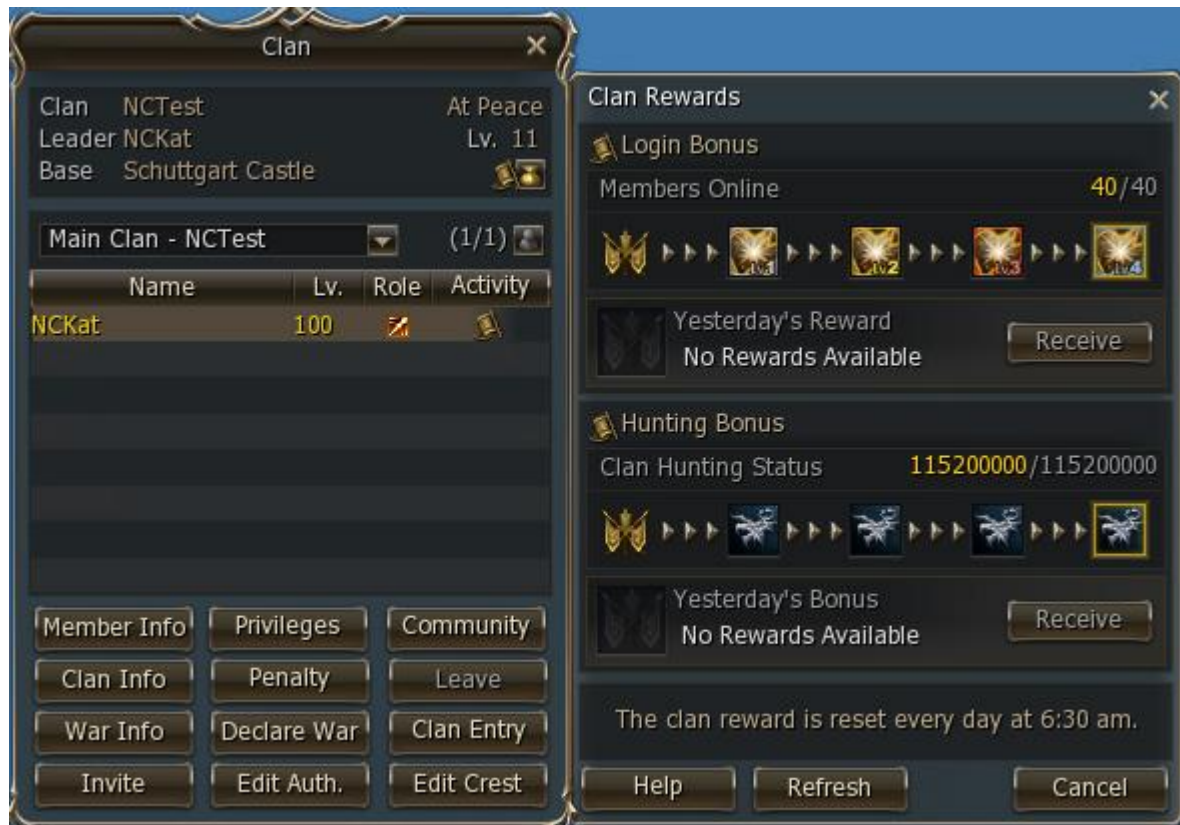 Clan
Clan NCTest At Peace
Leader NCKat Lv. 11
Base Schuttgart Castle
Main Clan - NCTest (1/1)
Name Lv. Role Activity
NCKat 100
Member Info Privileges Community
Clan Info Penalty Leave
War Info Declare War Clan Entry
Invite Edit Auth. Edit Crest
Clan Rewards
Login Bonus
Members Online 40/40
Lv1 Lv2 Lv3 Lv4
Yesterday's Reward
No Rewards Available
Receive
Hunting Bonus
Clan Hunting Status 115200000/115200000
Yesterday's Bonus
No Rewards Available
Receive
The clan reward is reset every day at 6:30 am.
Help Refresh Cancel